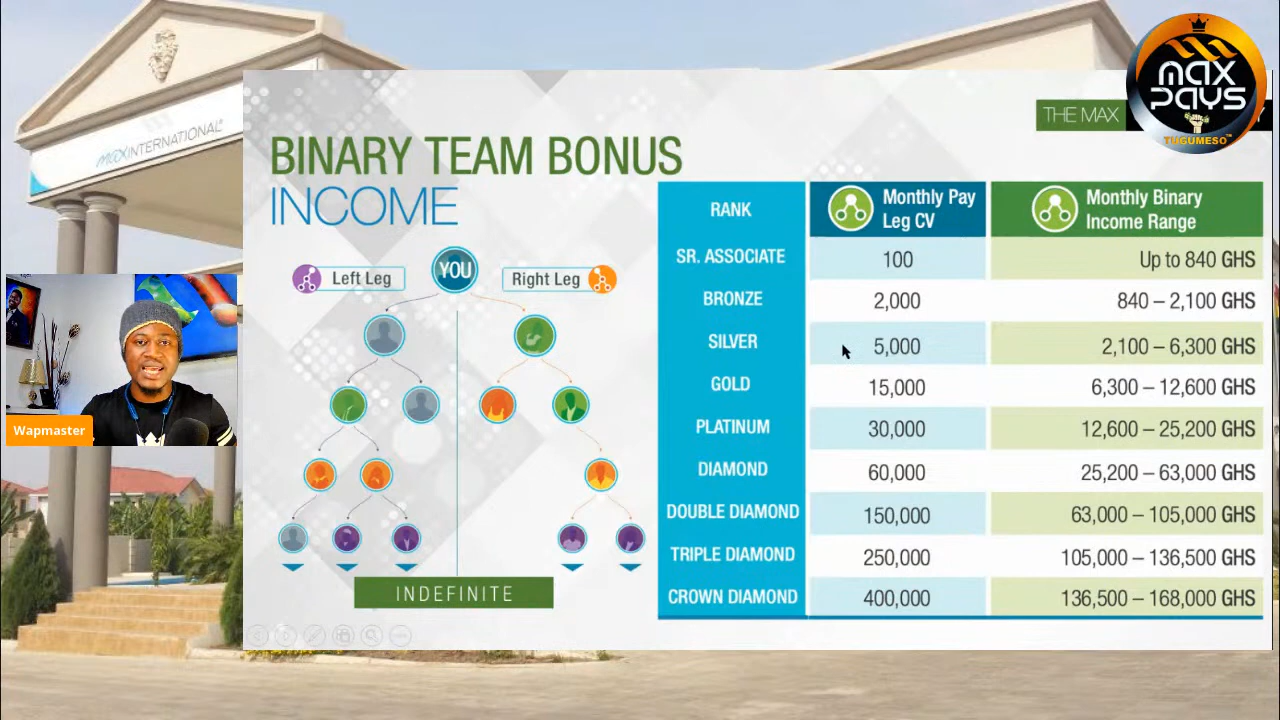 MAXINTERNATIONAL®
THE MAX
max
pays
TUGUMESO™
BINARY TEAM BONUS
INCOME
Left Leg
YOU
Right Leg
INDEFINITE
RANK
Monthly Pay
Leg CV
Monthly Binary
Income Range
SR. ASSOCIATE
100
Up to 840 GHS
BRONZE
2,000
840 – 2,100 GHS
SILVER
5,000
2,100 – 6,300 GHS
GOLD
15,000
6,300 – 12,600 GHS
PLATINUM
30,000
12,600 – 25,200 GHS
DIAMOND
60,000
25,200 – 63,000 GHS
DOUBLE DIAMOND
150,000
63,000 – 105,000 GHS
TRIPLE DIAMOND
250,000
105,000 – 136,500 GHS
CROWN DIAMOND
400,000
136,500 – 168,000 GHS
Wapmaster